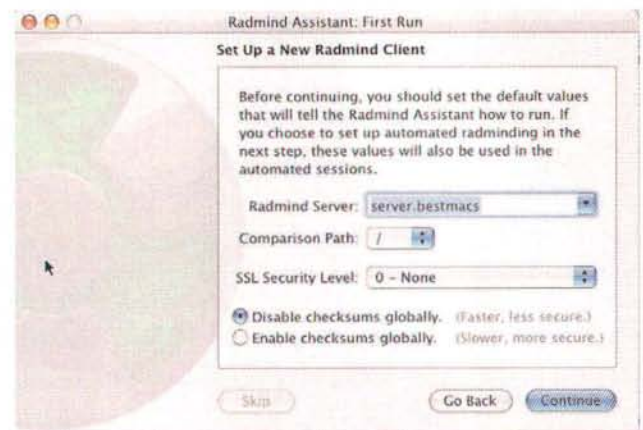 Radmind Assistant: First Run
Set Up a New Radmind Client
Before continuing, you should set the default values
that will tell the Radmind Assistant how to run. If
you choose to set up automated radminding in the
next step, these values will also be used in the
automated sessions.
Radmind Server: server.bestmacs
Comparison Path: /
SSL Security Level: 0 - None
Disable checksums globally. (Faster, less secure.)
Enable checksums globally. (Slower, more secure.)
Skip Go Back Continue